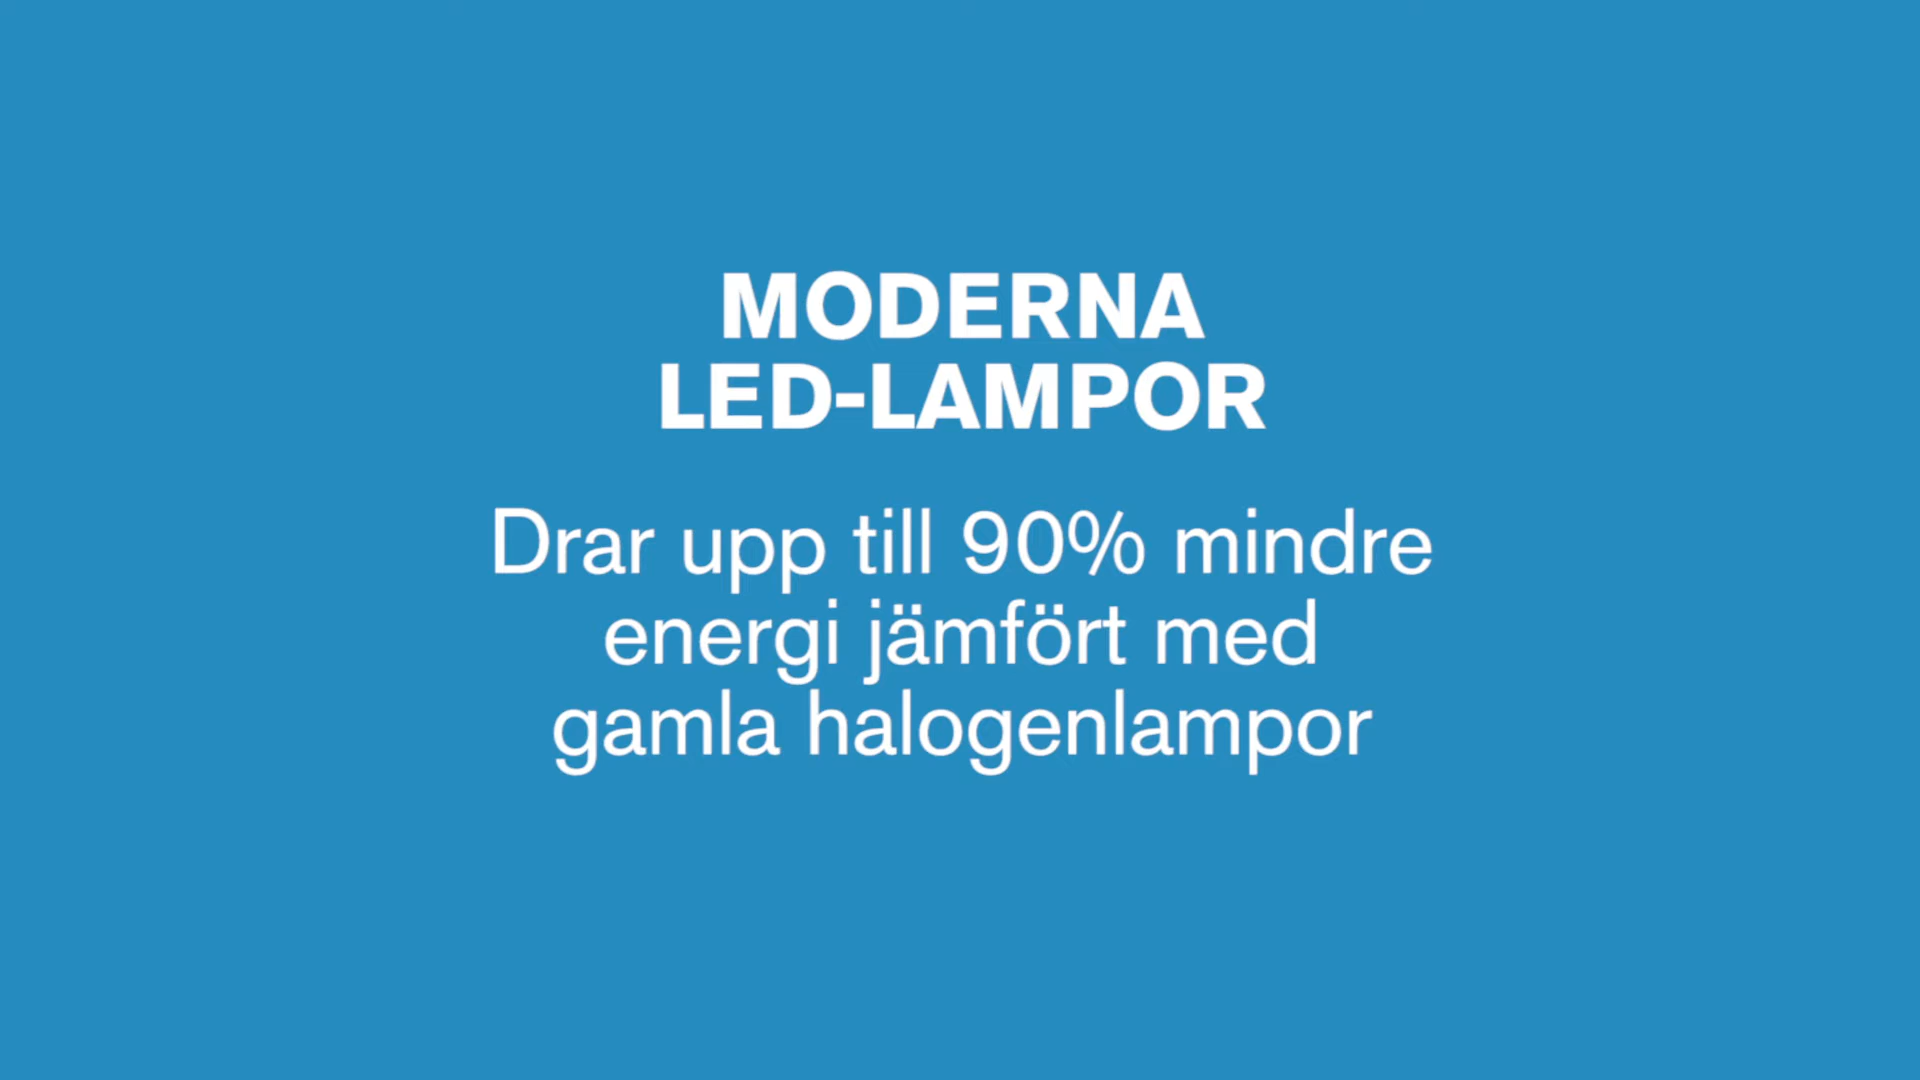 MODERNA
LED-LAMPOR
Drar upp till 90% mindre
energi jämfört med
gamla halogenlampor